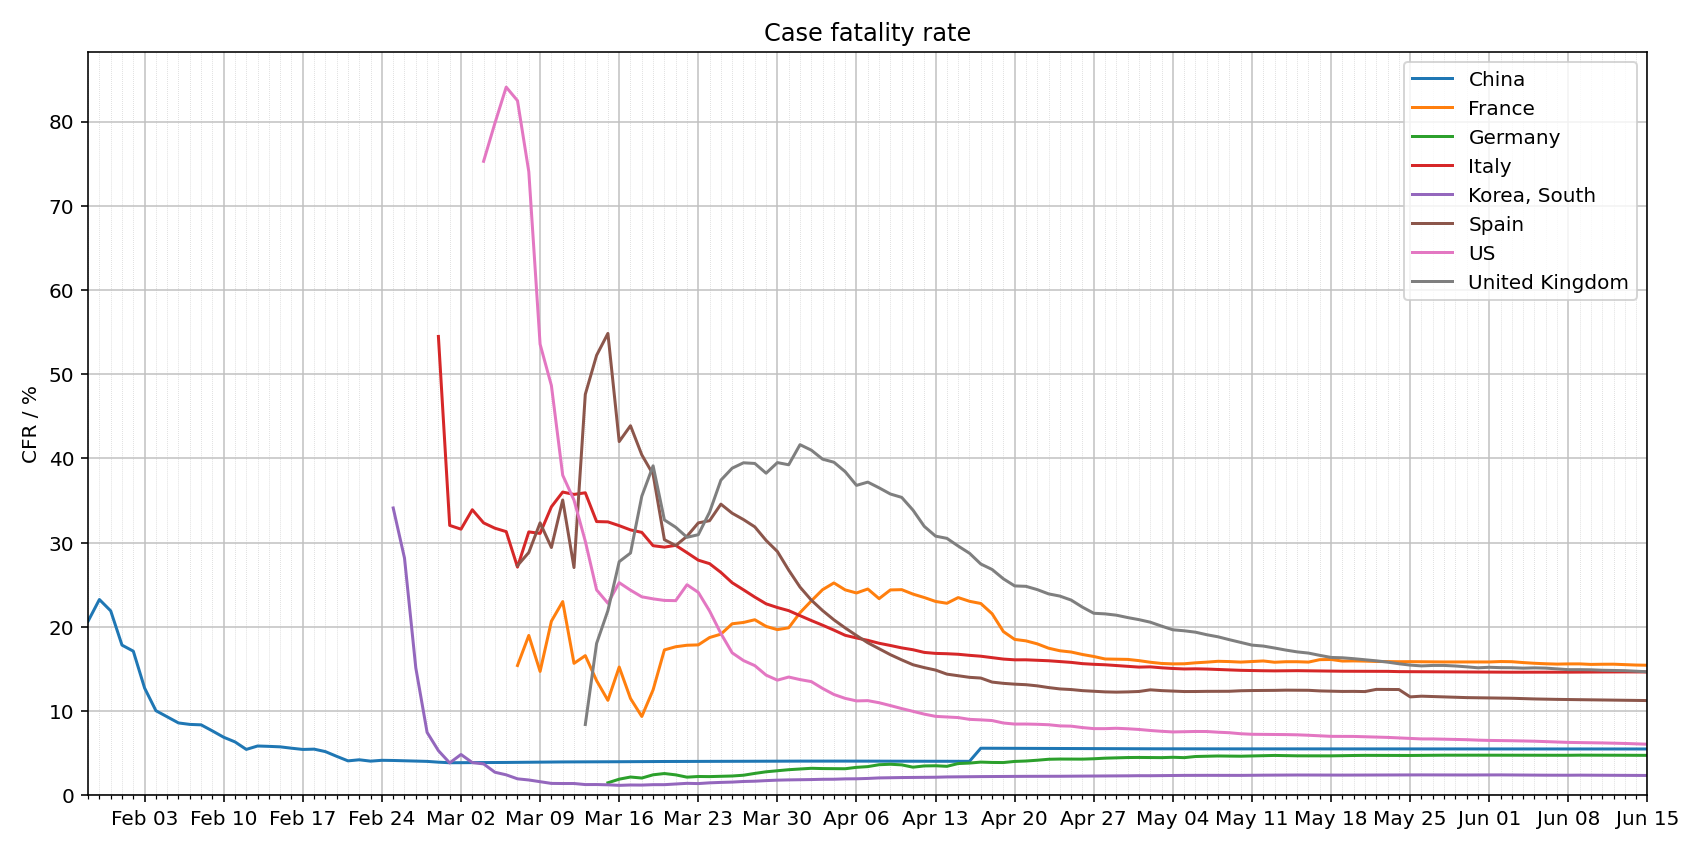 Case fatality rate
CFR / %
80
70
60
50
40
30
20
10
0
Feb 03 Feb 10 Feb 17 Feb 24 Mar 02 Mar 09 Mar 16 Mar 23 Mar 30 Apr 06 Apr 13 Apr 20 Apr 27 May 04 May 11 May 18 May 25 Jun 01 Jun 08 Jun 15
China
France
Germany
Italy
Korea, South
Spain
US
United Kingdom